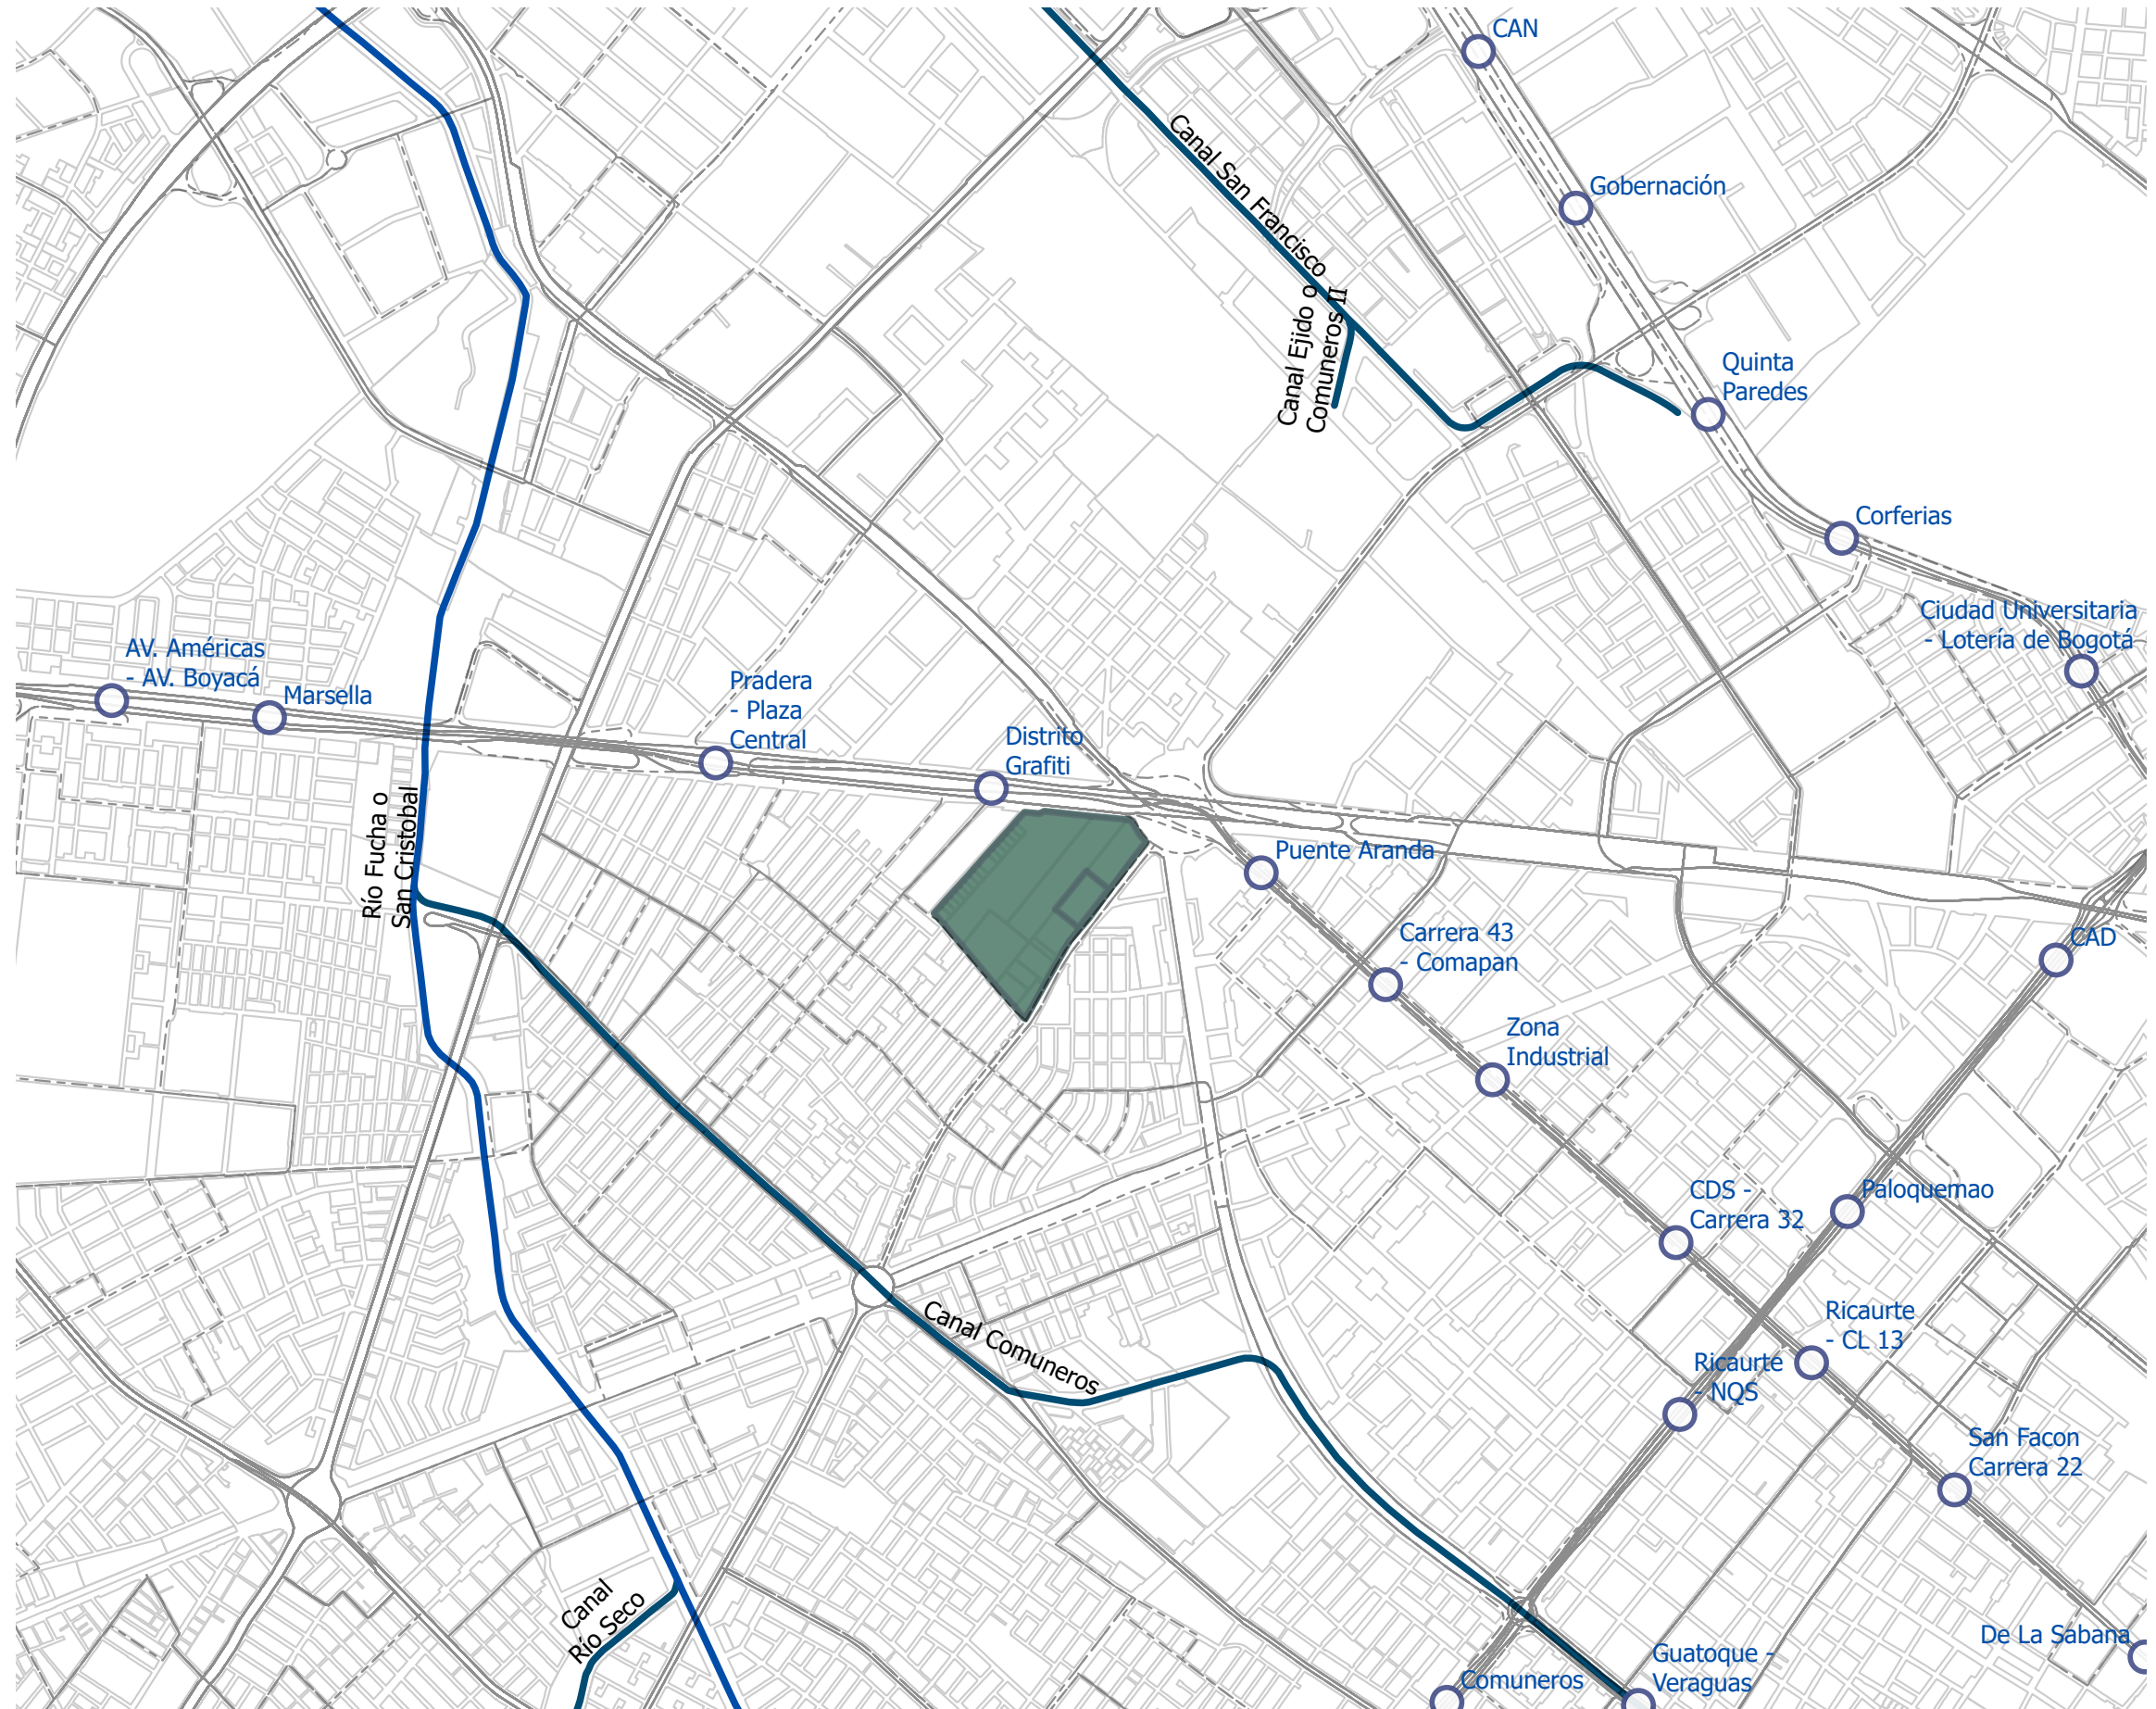 CAN
Canal San Francisco
Gobernación
Canal Ejido o
Comuneros II
Quinta
Paredes
Corferias
Ciudad Universitaria
- Lotería de Bogotá
AV. Américas
- AV. Boyacá
Marsella
Pradera
- Plaza
Central
Distrito
Grafiti
Río Fucha o
San Cristobal
Puente Aranda
Carrera 43
- Comapan
CAD
Zona
Industrial
CDS -
Carrera 32
Paloquemao
Canal Comuneros
Ricaurte
- CL 13
Ricaurte
- NQS
San Facon
Carrera 22
Canal
Río Seco
De La Sabana
Guatoque -
Veraguas
Comuneros